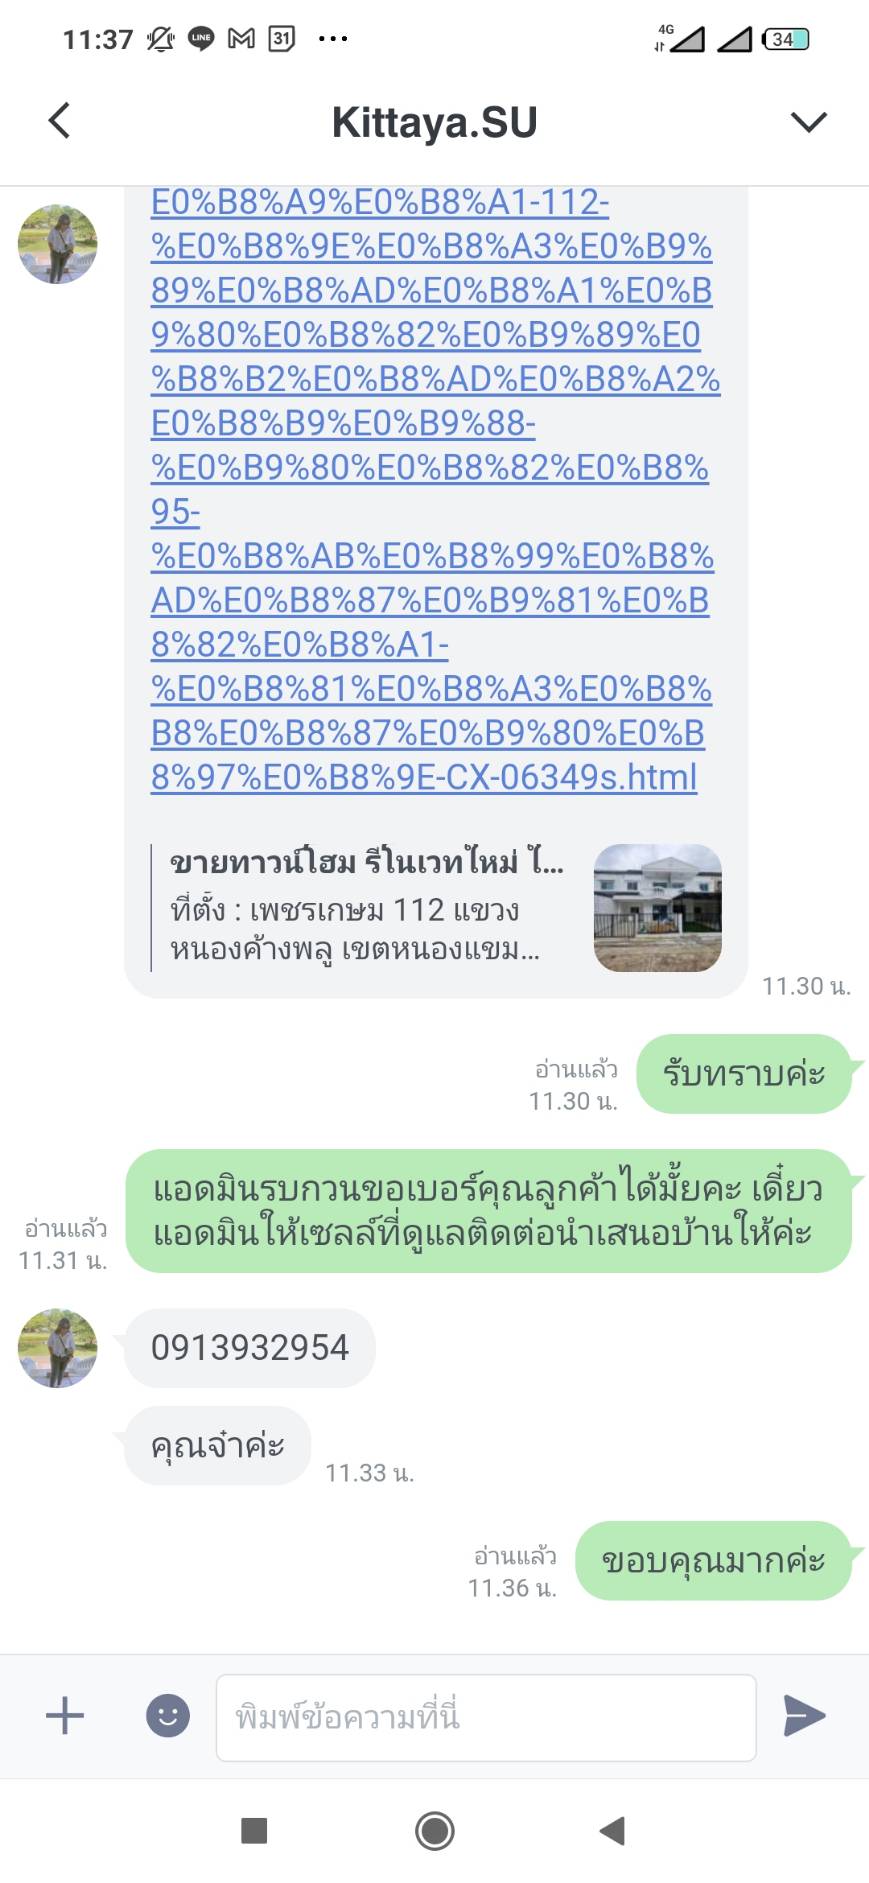 11:37 LINE 31 ... 4G 34
Kittaya.SU
E0%B8%A9%E0%B8%A1-112-
%E0%B8%9E%E0%B8%A3%E0%B9%
89%E0%B8%AD%E0%B8%A1%E0%B
9%80%E0%B8%82%E0%B9%89%E0
%B8%B2%E0%B8%AD%E0%B8%A2%
E0%B8%B9%E0%B9%88-
%E0%B9%80%E0%B8%82%E0%B8%
95-
%E0%B8%AB%E0%B8%99%E0%B8%
AD%E0%B8%87%E0%B9%81%E0%B
8%82%E0%B8%A1-
%E0%B8%81%E0%B8%A3%E0%B8%
B8%E0%B8%87%E0%B9%80%E0%B
8%97%E0%B8%9E-CX-06349s.html
ขายทาวน์โฮม รีโนเวทใหม่ ไ...
ที่ตั้ง : เพชรเกษม 112 แขวง
หนองค้างพลู เขตหนองแขม...
11.30 น.
รับทราบค่ะ
อ่านแล้ว
11.30 น.
แอดมินรบกวนขอเบอร์คุณลูกค้าได้มั้ยคะ เดี๋ยว
แอดมินให้เซลล์ที่ดูแลติดต่อนำเสนอบ้านให้ค่ะ
อ่านแล้ว
11.31 น.
0913932954
คุณจ๋าค่ะ
11.33 น.
ขอบคุณมากค่ะ
อ่านแล้ว
11.36 น.
พิมพ์ข้อความที่นี่